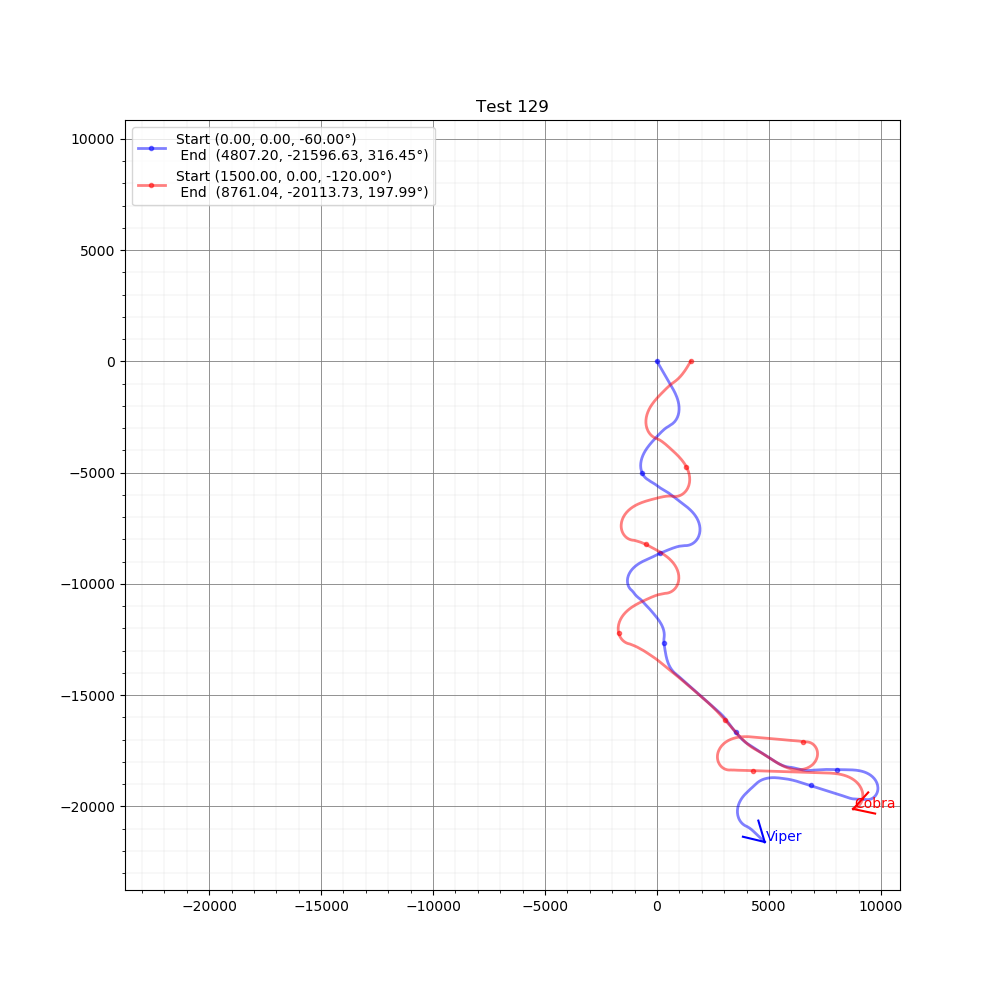 Test 129
Start (0.00, 0.00, -60.00°)
End (4807.20, -21596.63, 316.45°)
Start (1500.00, 0.00, -120.00°)
End (8761.04, -20113.73, 197.99°)
10000
5000
0
−5000
−10000
−15000
−20000
Cobra
Viper
−20000 −15000 −10000 −5000 0 5000 10000